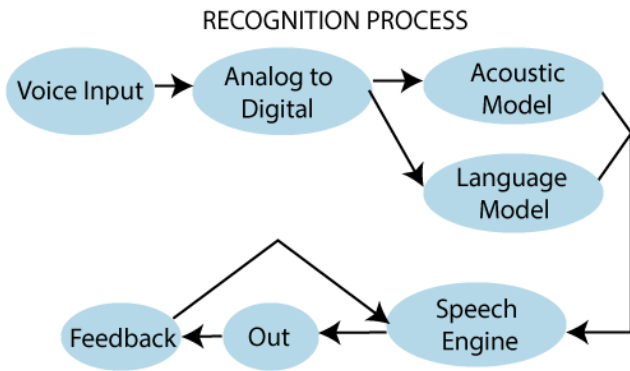 RECOGNITION PROCESS
Voice Input
Analog to
Digital
Acoustic
Model
Language
Model
Speech
Engine
Out
Feedback